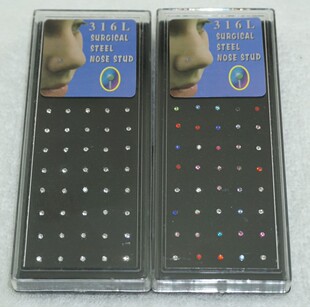 316L
SURGICAL
STEEL
NOSE STUD
316L
SURGICAL
STEEL
NOSE STUD